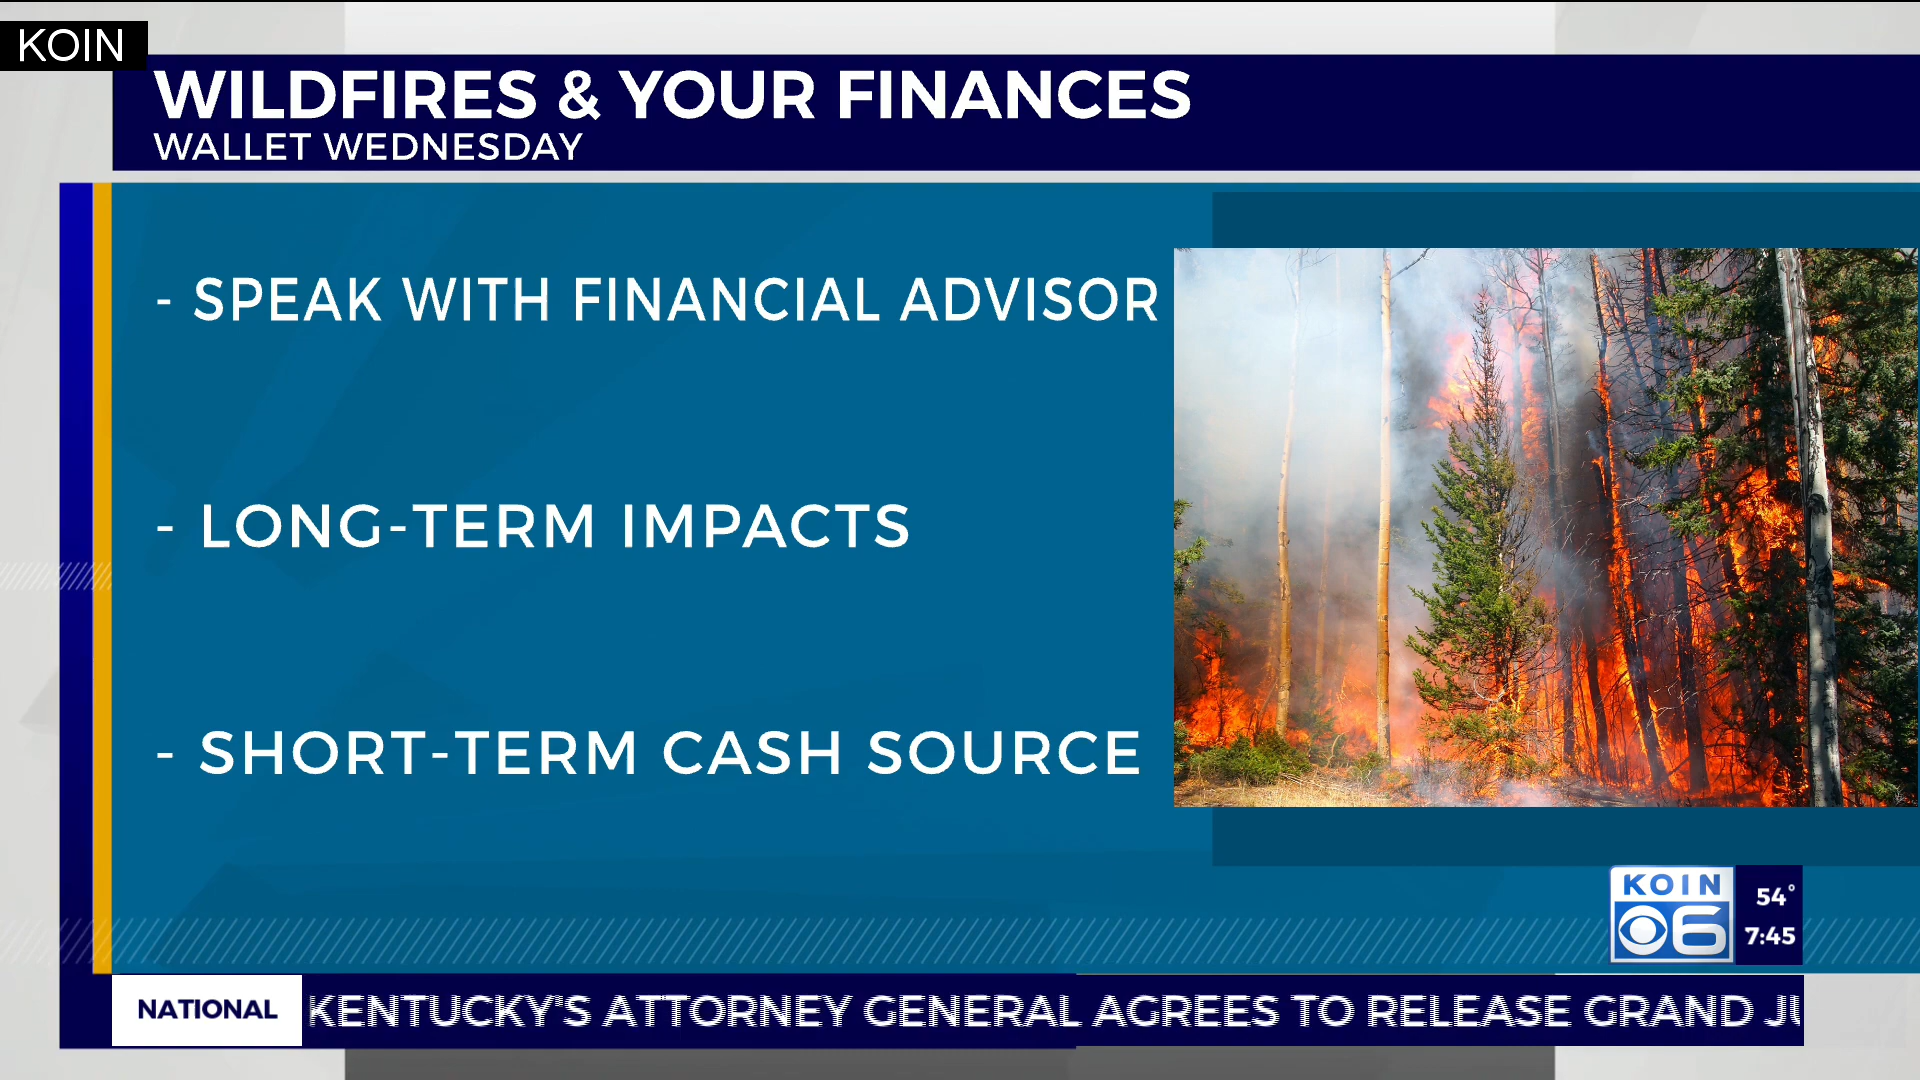 KOIN
WILDFIRES & YOUR FINANCES
WALLET WEDNESDAY
- SPEAK WITH FINANCIAL ADVISOR
- LONG-TERM IMPACTS
- SHORT-TERM CASH SOURCE
KOIN
6
54°
7:45
NATIONAL
KENTUCKY'S ATTORNEY GENERAL AGREES TO RELEASE GRAND